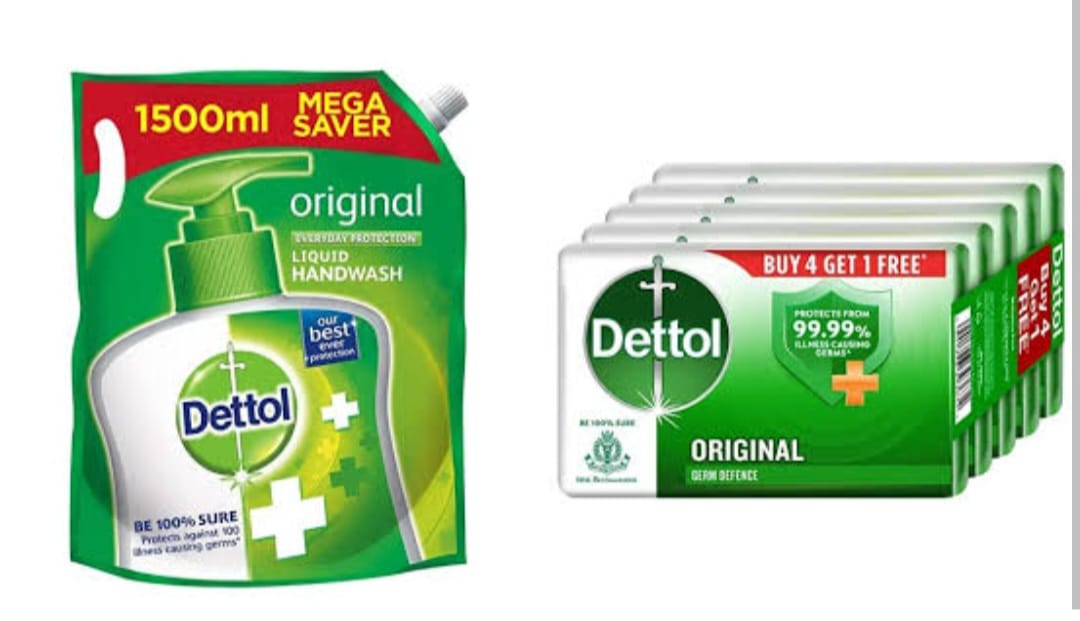 1500ml
MEGA
SAVER
original
EVERYDAY PROTECTION
LIQUID
HANDWASH
our
best
ever
protection
Dettol
BE 100% SURE
Protects against 100
illness causing germs*
BUY 4 GET 1 FREE*
Dettol
PROTECTS FROM
99.99%
ILLNESS CAUSING
GERMS^
BE 100% SURE
ORIGINAL
GERM DEFENCE
Dettol
Buy 4
Get 1
FREE